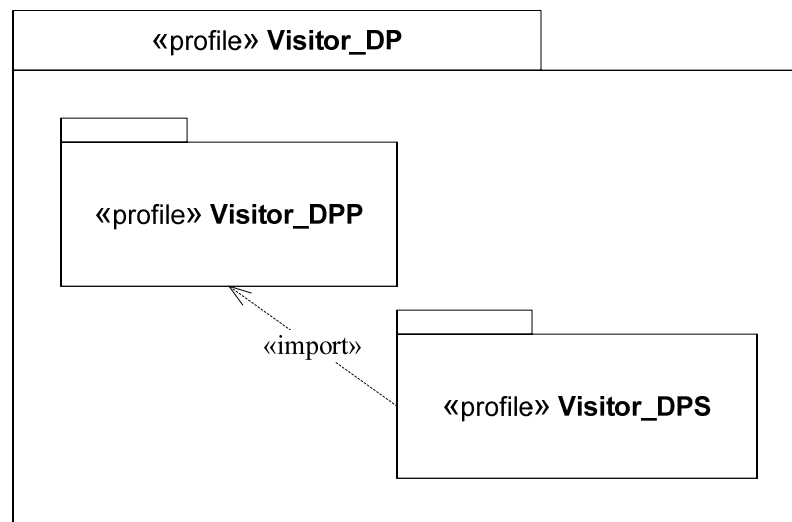 «profile» Visitor_DP
«profile» Visitor_DPP
«import»
«profile» Visitor_DPS